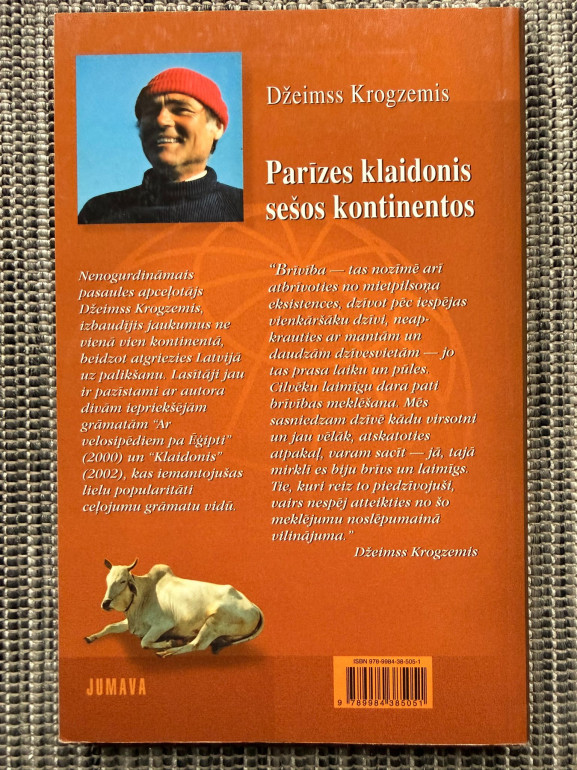 Džeimss Krogzemis
Parīzes klaidonis
sešos kontinentos
Nenogurdināmais
pasaules apceļotājs
Džeimss Krogzemis,
izbaudījis jaukumus ne
vienā vien kontinentā,
beidzot atgriezies Latvijā
uz palikšanu. Lasītāji jau
ir pazīstami ar autora
divām iepriekšējām
grāmatām "Ar
velosipēdiem pa Ēģipti"
(2000) un "Klaidonis"
(2002), kas iemantojušas
lielu popularitāti
ceļojumu grāmatu vidū.
"Brīvība — tas nozīmē arī
atbrīvoties no mietpilsoņa
eksistences, dzīvot pēc iespējas
vienkāršāku dzīvi, neap-
krauties ar mantām un
daudzām dzīvesvietām — jo
tas prasa laiku un pūles.
Cilvēku laimīgu dara pati
brīvības meklēšana. Mēs
sasniedzam dzīvē kādu virsotni
un jau vēlāk, atskatoties
atpakaļ, varam sacīt — jā, tajā
mirklī es biju brīvs un laimīgs.
Tie, kuri reiz to piedzīvojuši,
vairs nespēj atteikties no šo
meklējumu noslēpumainā
vilinājuma."
Džeimss Krogzemis
JUMAVA
ISBN 978-9984-38-505-1
9 789984 385051